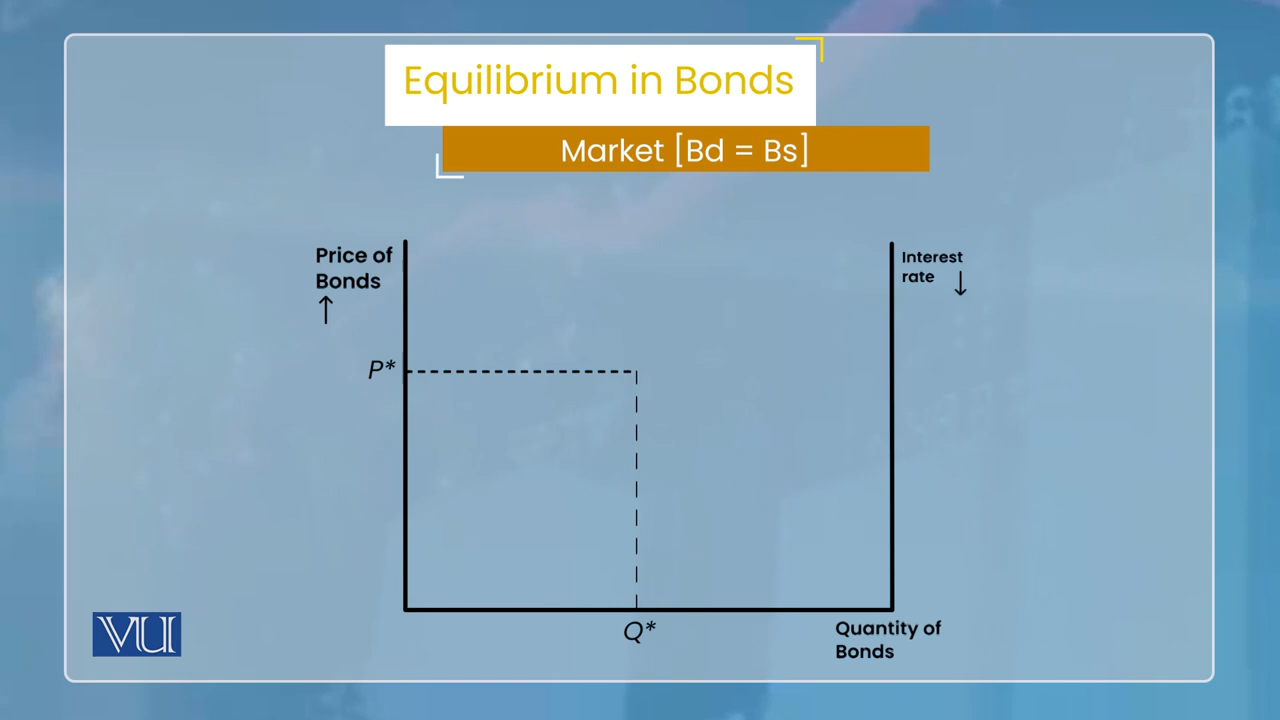 Equilibrium in Bonds
Market [Bd = Bs]
Price of
Bonds
↑
Interest
rate ↓
P*
Q*
Quantity of
Bonds
VU